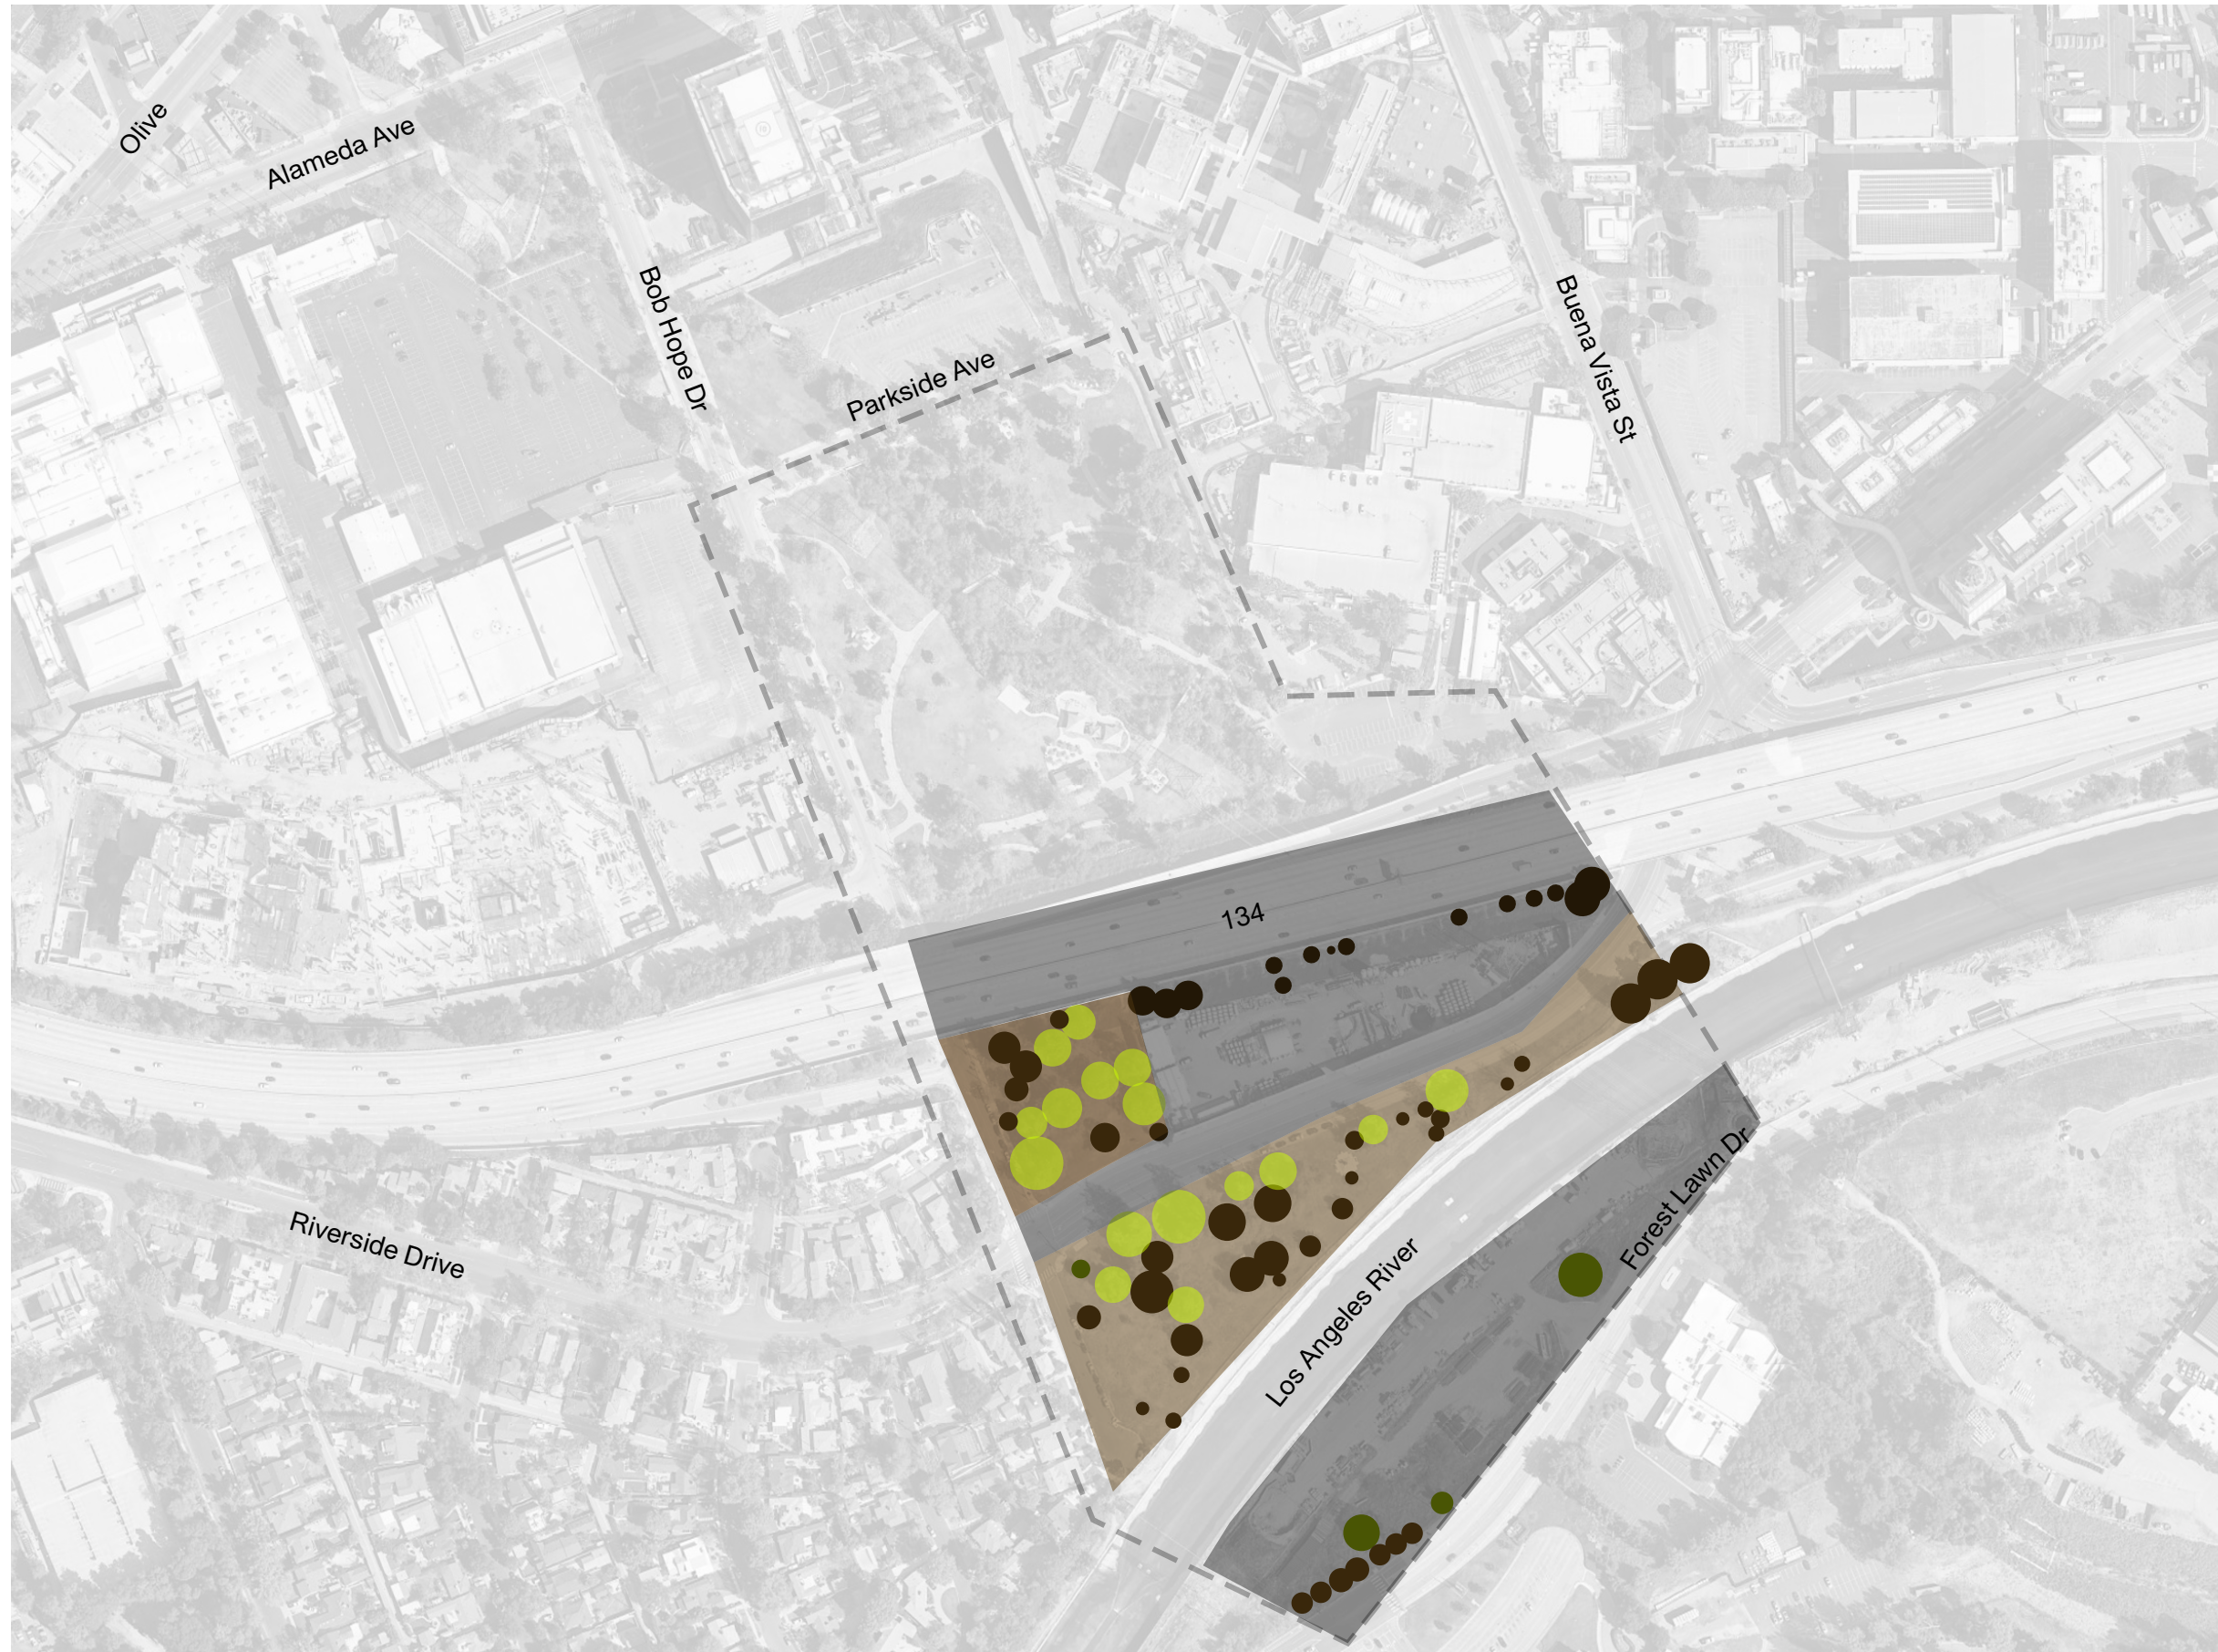 Olive
Alameda Ave
Bob Hope Dr
Parkside Ave
Buena Vista St
134
Riverside Drive
Los Angeles River
Forest Lawn Dr